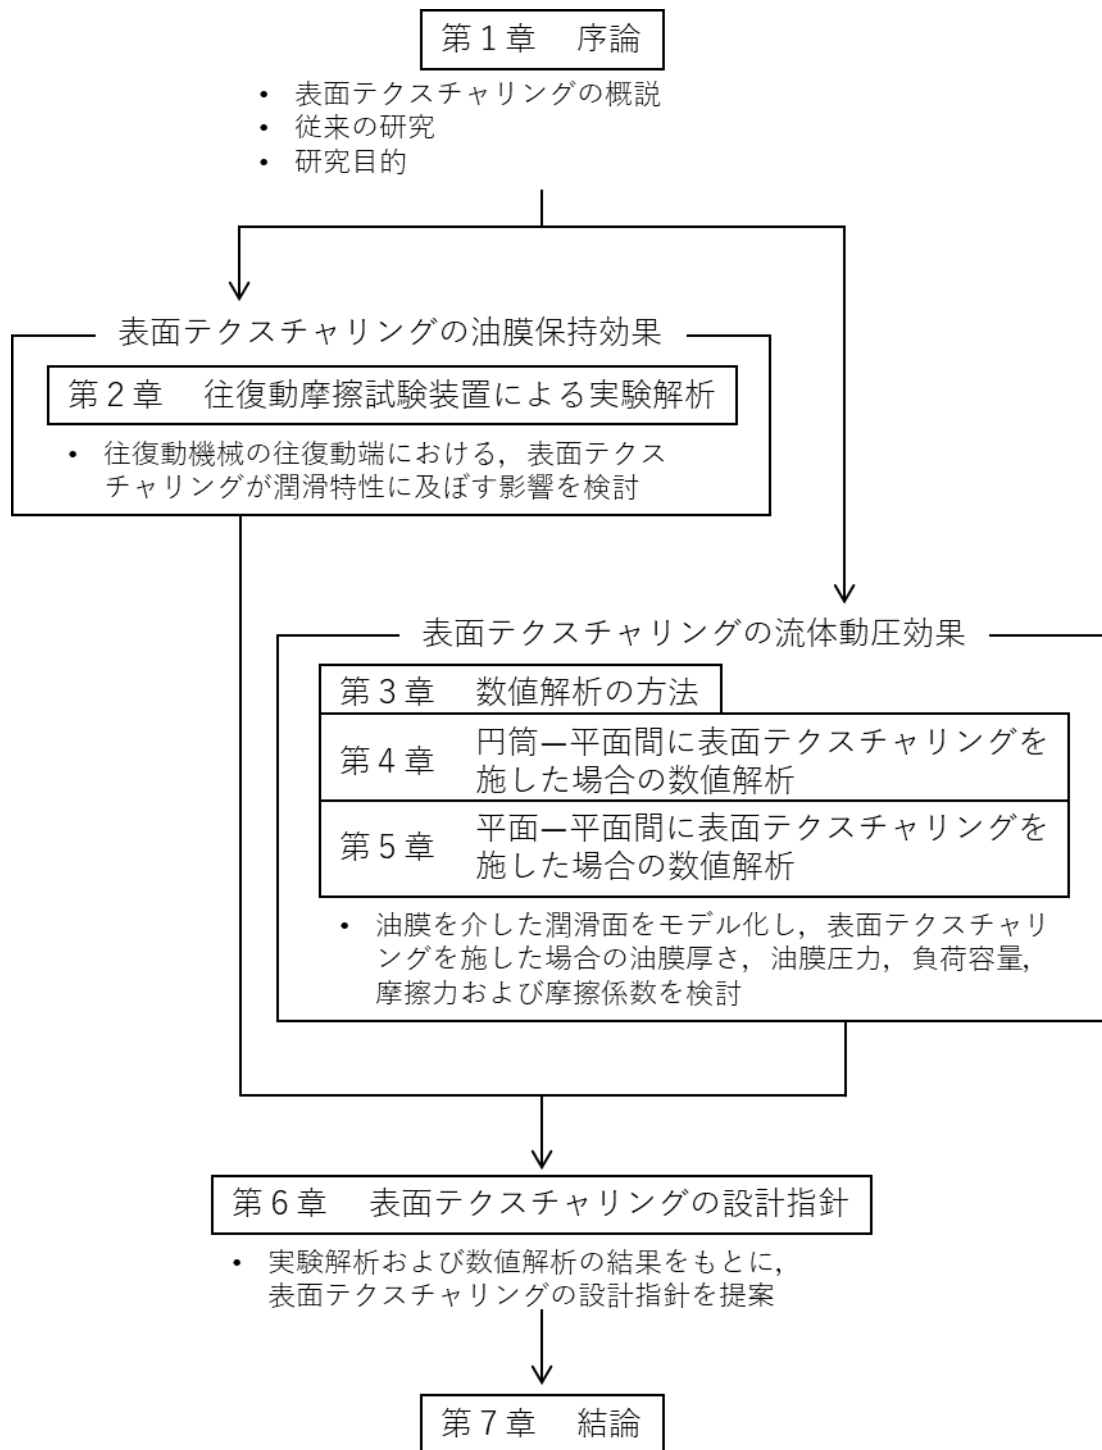 第1章　序論
• 表面テクスチャリングの概説
• 従来の研究
• 研究目的
表面テクスチャリングの油膜保持効果
第2章　往復動摩擦試験装置による実験解析
• 往復動機械の往復動端における，表面テクス
チャリングが潤滑特性に及ぼす影響を検討
表面テクスチャリングの流体動圧効果
第3章　数値解析の方法
第4章　円筒—平面間に表面テクスチャリングを
施した場合の数値解析
第5章　平面—平面間に表面テクスチャリングを
施した場合の数値解析
• 油膜を介した潤滑面をモデル化し，表面テクスチャリ
ングを施した場合の油膜厚さ，油膜圧力，負荷容量，
摩擦力および摩擦係数を検討
第6章　表面テクスチャリングの設計指針
• 実験解析および数値解析の結果をもとに，
表面テクスチャリングの設計指針を提案
第7章　結論